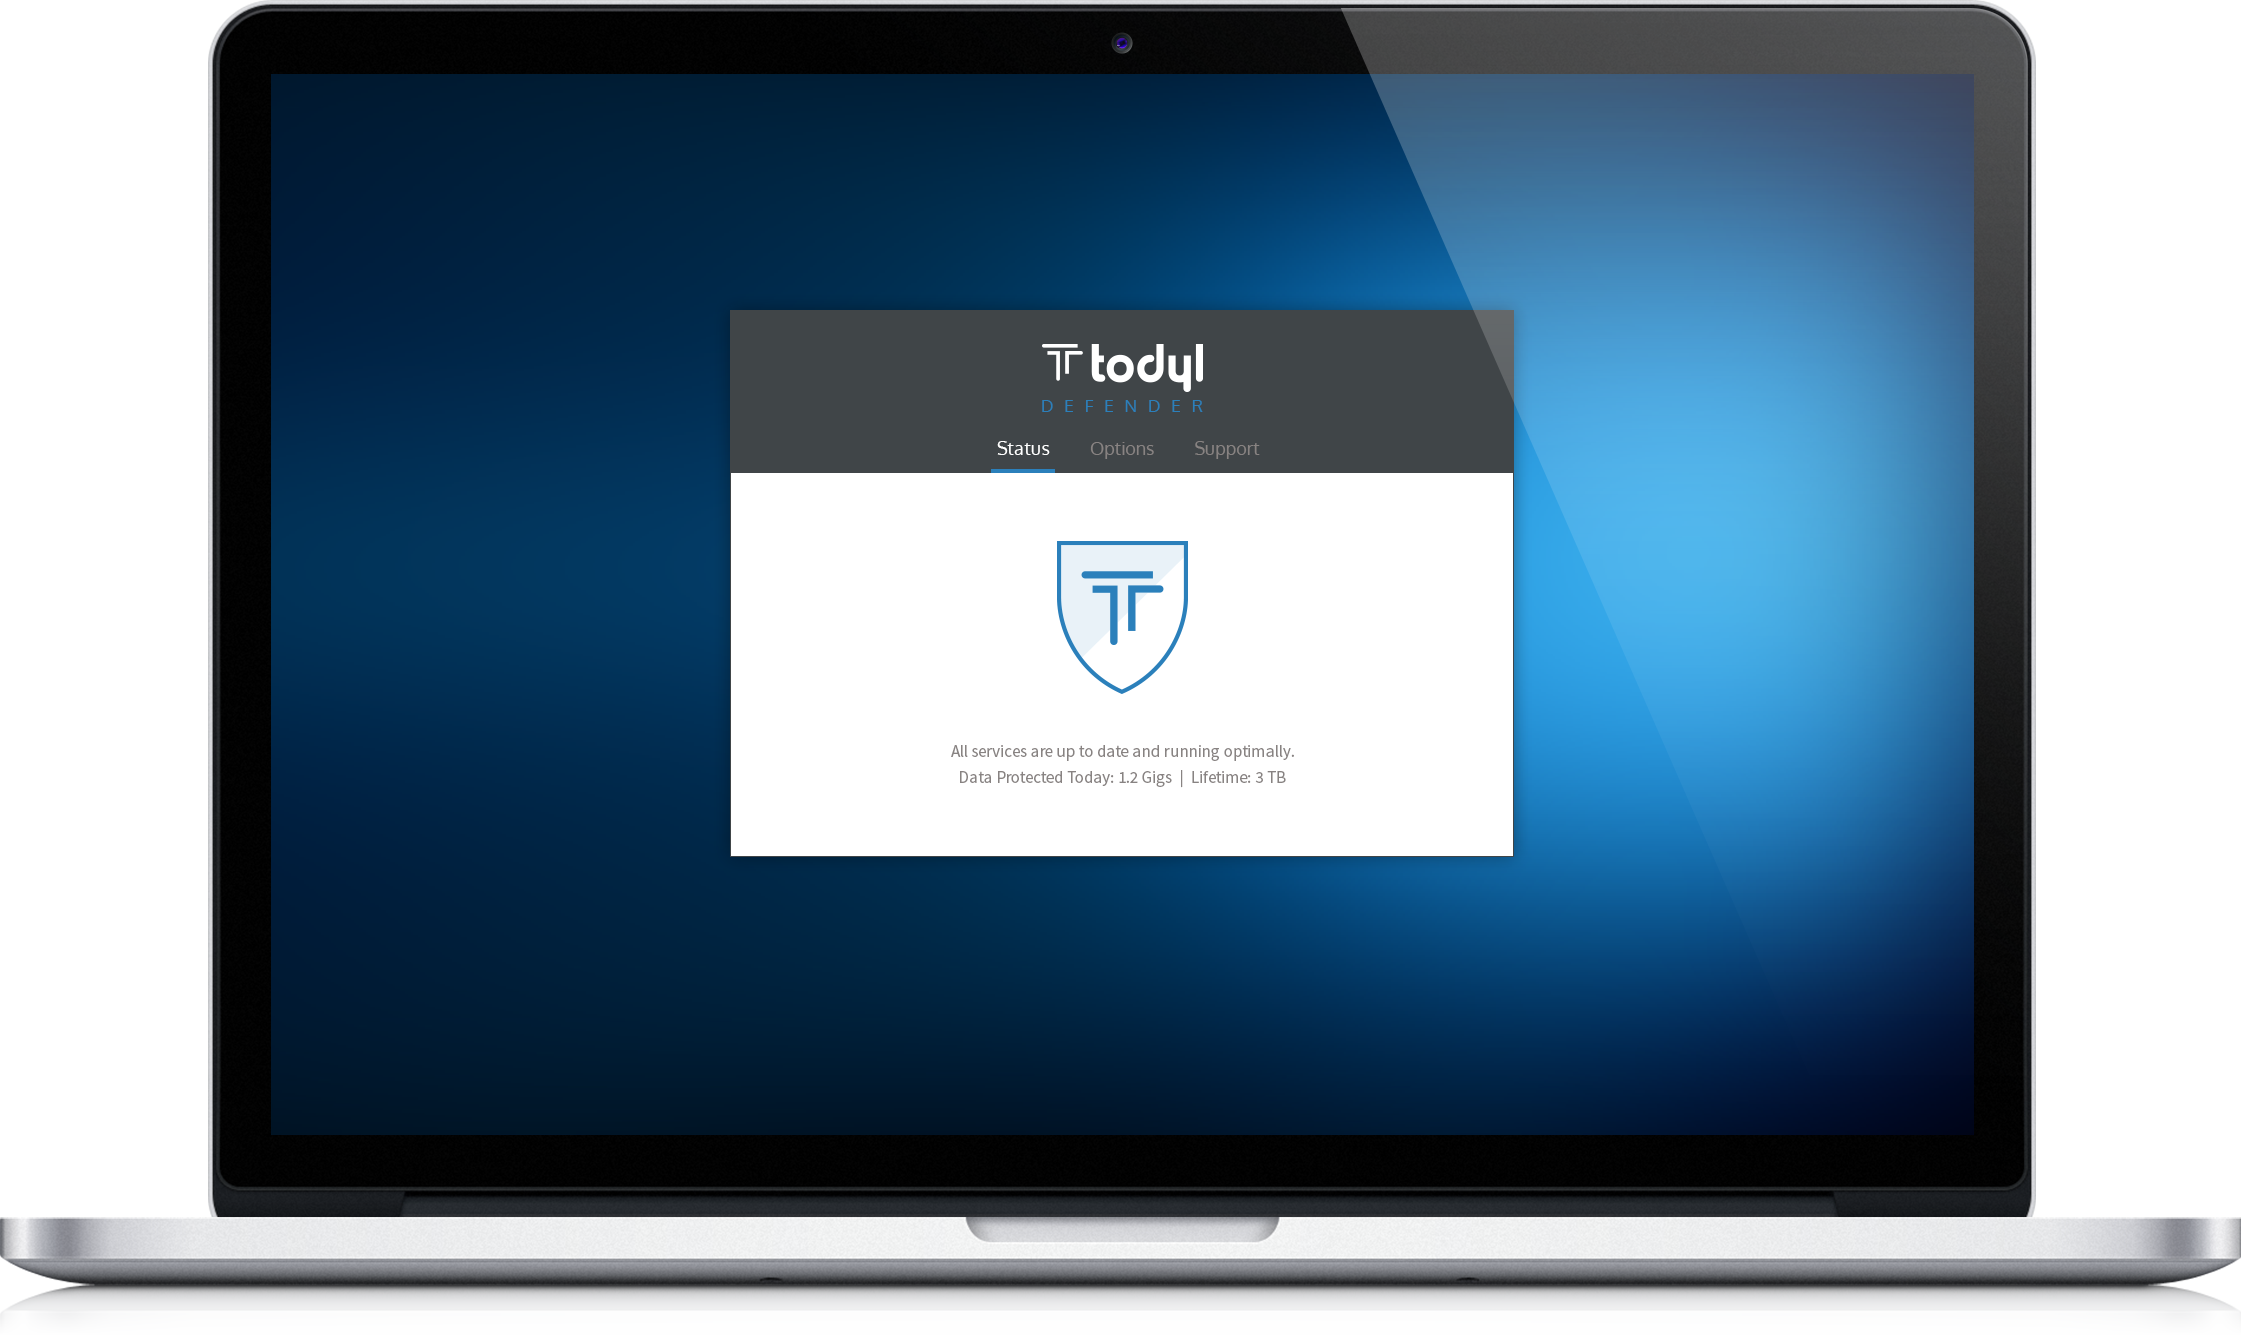 todyl
DEFENDER
Status Options Support
All services are up to date and running optimally.
Data Protected Today: 1.2 Gigs | Lifetime: 3 TB